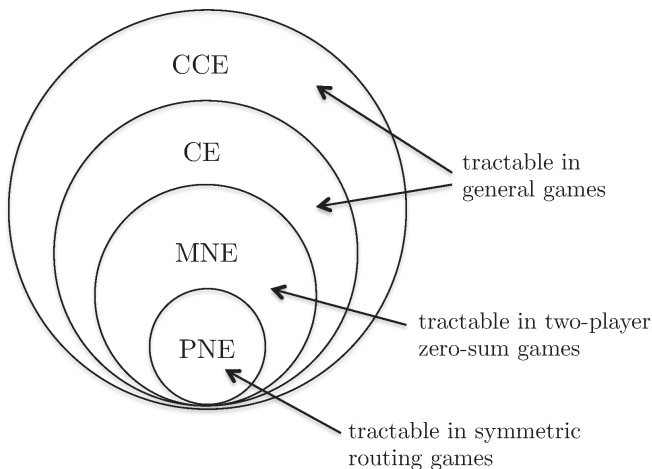 CCE
CE
tractable in
general games
MNE
tractable in two-player
zero-sum games
PNE
tractable in symmetric
routing games